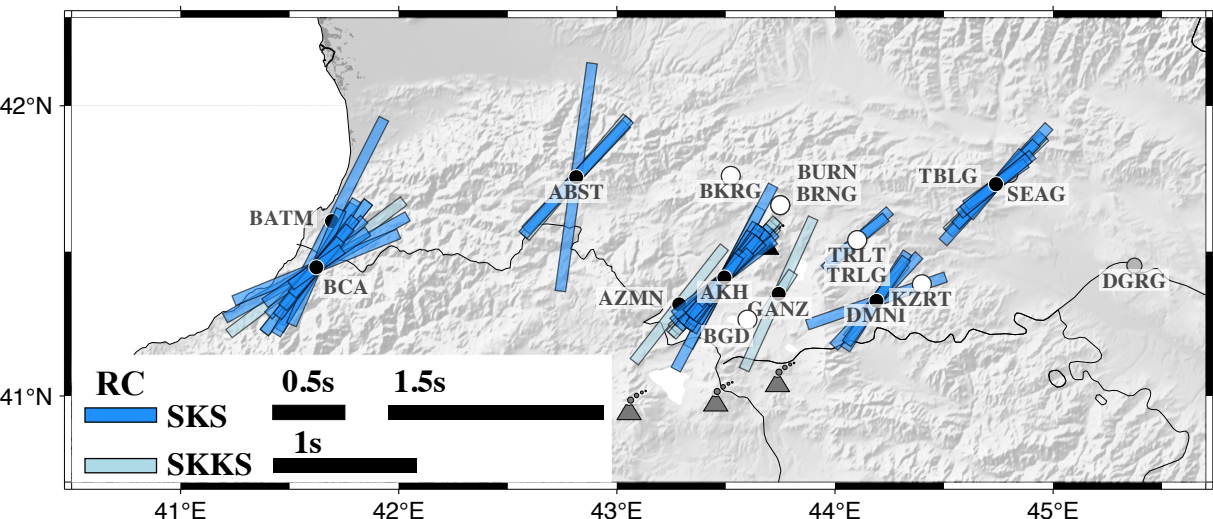 42°N
BURN
BKRG
BRNG
TBLG
SEAG
ABST
BATM
TRLT
TRLG
DGRG
BCA
AZMN
AKH
GANZ
KZRT
DMNI
BGD
41°N
RC
0.5s
1.5s
SKS
1s
SKKS
41°E
42°E
43°E
44°E
45°E